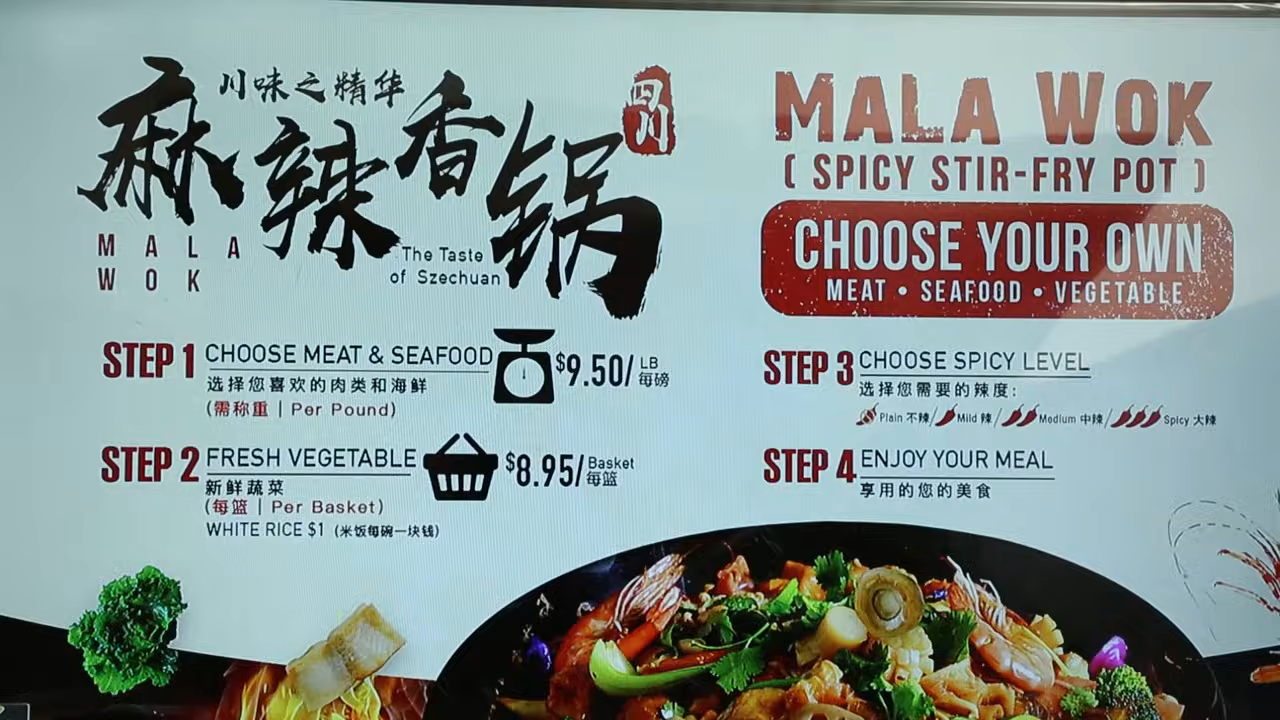 川味之精华
麻辣香锅
四川
MALA
WOK
The Taste
of Szechuan
STEP 1 CHOOSE MEAT & SEAFOOD $9.50/LB 每磅
选择您喜欢的肉类和海鲜
(需称重 | Per Pound)
STEP 2 FRESH VEGETABLE $8.95/Basket 每篮
新鲜蔬菜
(每篮 | Per Basket)
WHITE RICE $1 (米饭每碗一块钱)
MALA WOK
( SPICY STIR-FRY POT )
CHOOSE YOUR OWN
MEAT • SEAFOOD • VEGETABLE
STEP 3 CHOOSE SPICY LEVEL
选择您需要的辣度:
Plain 不辣/ Mild 辣/ Medium 中辣/ Spicy 大辣
STEP 4 ENJOY YOUR MEAL
享用的您的美食